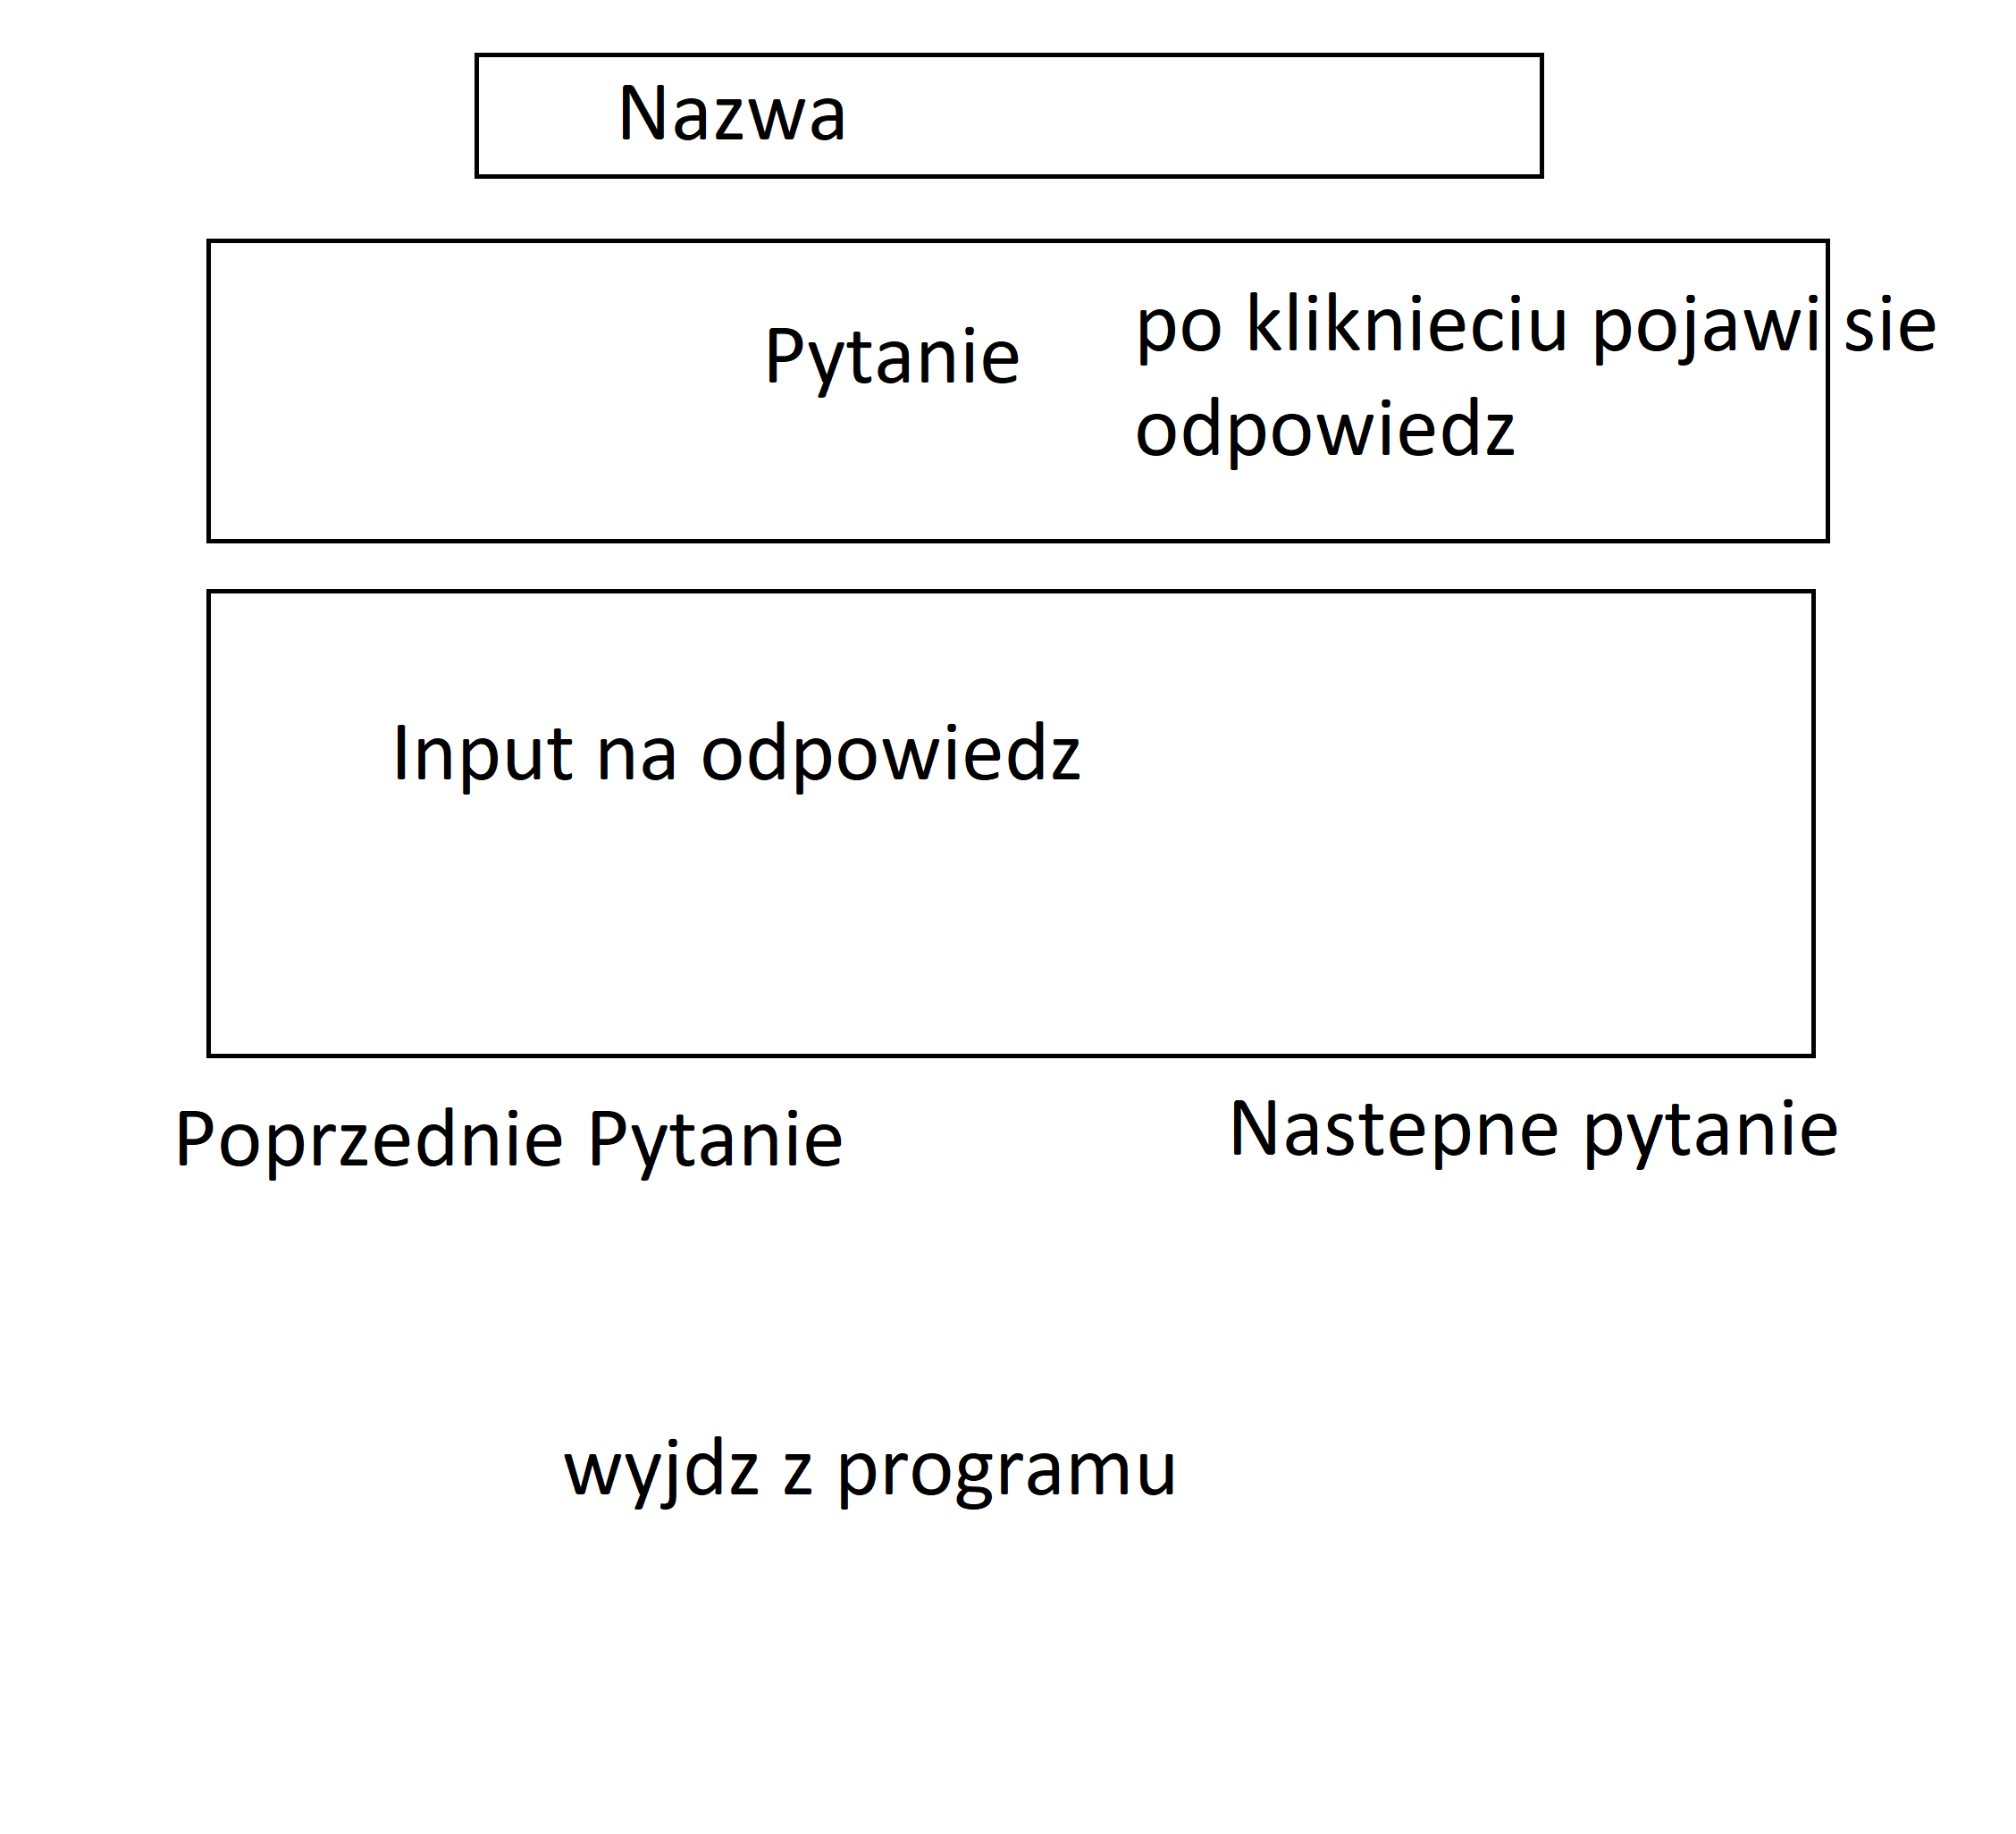 Nazwa
Pytanie
po kliknieciu pojawi sie
odpowiedz
Input na odpowiedz
Poprzednie Pytanie
Nastepne pytanie
wyjdz z programu